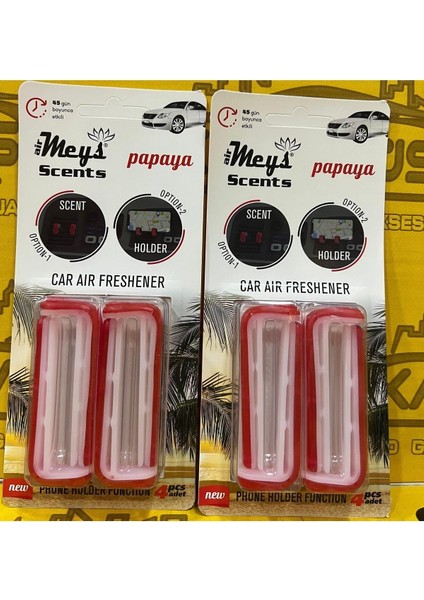 45 gün
boyunca
etkili
air Meys®
Scents
papaya
SCENT
OPTION-1
OPTION-2
HOLDER
CAR AIR FRESHENER
new
PHONE HOLDER FUNCTION
4 pcs
adet
45 gün
boyunca
etkili
air Meys®
Scents
papaya
SCENT
OPTION-1
OPTION-2
HOLDER
CAR AIR FRESHENER
new
PHONE HOLDER FUNCTION
4 pcs
adet